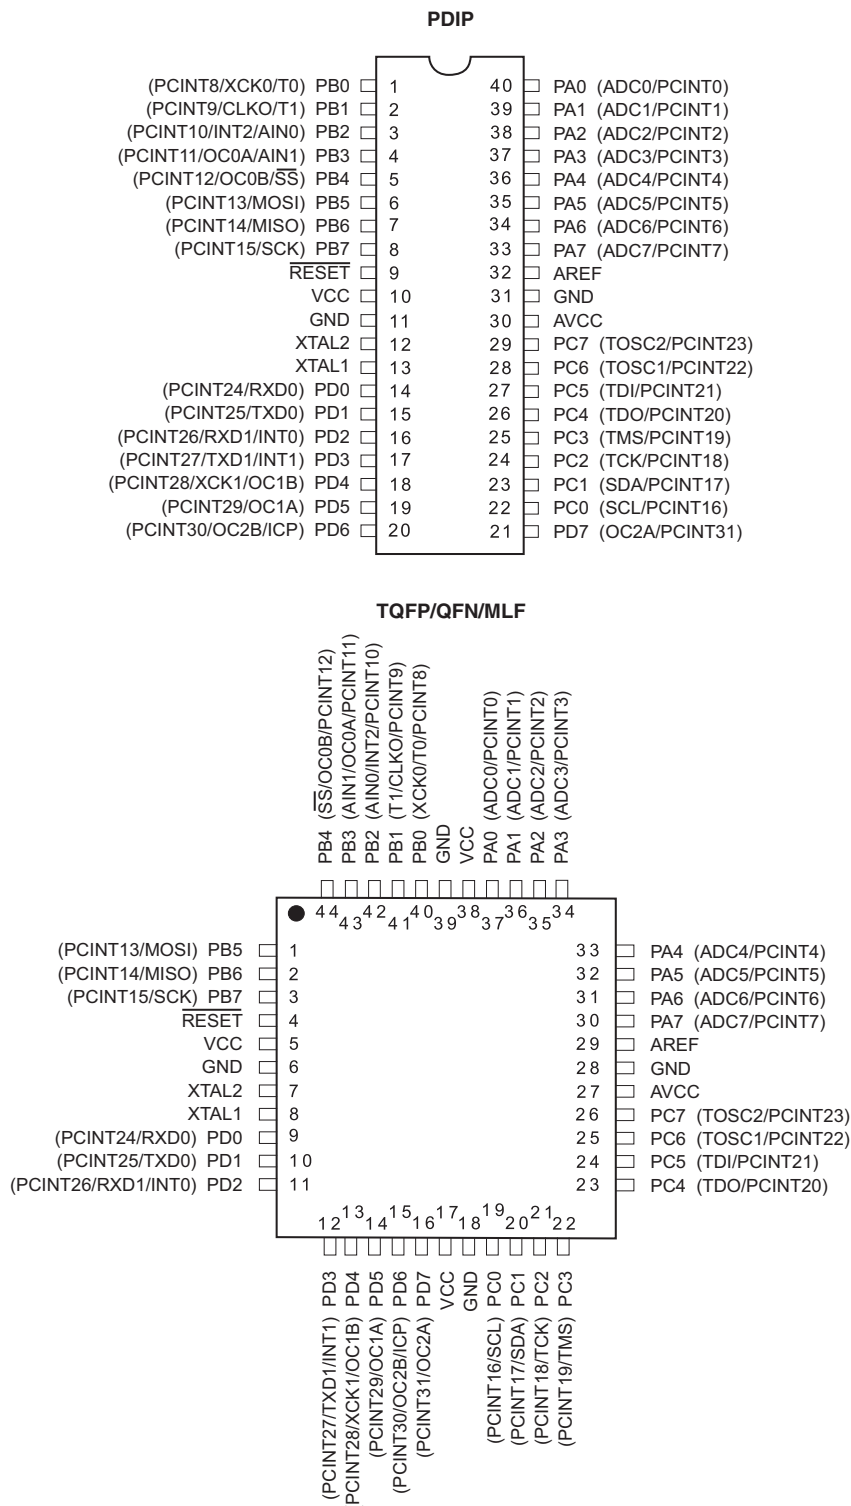 PDIP
(PCINT8/XCK0/T0) PB0 1 40 PA0 (ADC0/PCINT0)
(PCINT9/CLKO/T1) PB1 2 39 PA1 (ADC1/PCINT1)
(PCINT10/INT2/AIN0) PB2 3 38 PA2 (ADC2/PCINT2)
(PCINT11/OC0A/AIN1) PB3 4 37 PA3 (ADC3/PCINT3)
(PCINT12/OC0B/SS) PB4 5 36 PA4 (ADC4/PCINT4)
(PCINT13/MOSI) PB5 6 35 PA5 (ADC5/PCINT5)
(PCINT14/MISO) PB6 7 34 PA6 (ADC6/PCINT6)
(PCINT15/SCK) PB7 8 33 PA7 (ADC7/PCINT7)
RESET 9 32 AREF
VCC 10 31 GND
GND 11 30 AVCC
XTAL2 12 29 PC7 (TOSC2/PCINT23)
XTAL1 13 28 PC6 (TOSC1/PCINT22)
(PCINT24/RXD0) PD0 14 27 PC5 (TDI/PCINT21)
(PCINT25/TXD0) PD1 15 26 PC4 (TDO/PCINT20)
(PCINT26/RXD1/INT0) PD2 16 25 PC3 (TMS/PCINT19)
(PCINT27/TXD1/INT1) PD3 17 24 PC2 (TCK/PCINT18)
(PCINT28/XCK1/OC1B) PD4 18 23 PC1 (SDA/PCINT17)
(PCINT29/OC1A) PD5 19 22 PC0 (SCL/PCINT16)
(PCINT30/OC2B/ICP) PD6 20 21 PD7 (OC2A/PCINT31)
TQFP/QFN/MLF
PB4 (SS/OC0B/PCINT12)
PB3 (AIN1/OC0A/PCINT11)
PB2 (AIN0/INT2/PCINT10)
PB1 (T1/CLKO/PCINT9)
PB0 (XCK0/T0/PCINT8)
GND
VCC
PA0 (ADC0/PCINT0)
PA1 (ADC1/PCINT1)
PA2 (ADC2/PCINT2)
PA3 (ADC3/PCINT3)
44 43 42 41 40 39 38 37 36 35 34
(PCINT13/MOSI) PB5 1 33 PA4 (ADC4/PCINT4)
(PCINT14/MISO) PB6 2 32 PA5 (ADC5/PCINT5)
(PCINT15/SCK) PB7 3 31 PA6 (ADC6/PCINT6)
RESET 4 30 PA7 (ADC7/PCINT7)
VCC 5 29 AREF
GND 6 28 GND
XTAL2 7 27 AVCC
XTAL1 8 26 PC7 (TOSC2/PCINT23)
(PCINT24/RXD0) PD0 9 25 PC6 (TOSC1/PCINT22)
(PCINT25/TXD0) PD1 10 24 PC5 (TDI/PCINT21)
(PCINT26/RXD1/INT0) PD2 11 23 PC4 (TDO/PCINT20)
12 13 14 15 16 17 18 19 20 21 22
(PCINT27/TXD1/INT1) PD3
PCINT28/XCK1/OC1B) PD4
(PCINT29/OC1A) PD5
(PCINT30/OC2B/ICP) PD6
(PCINT31/OC2A) PD7
VCC
GND
(PCINT16/SCL) PC0
(PCINT17/SDA) PC1
(PCINT18/TCK) PC2
(PCINT19/TMS) PC3